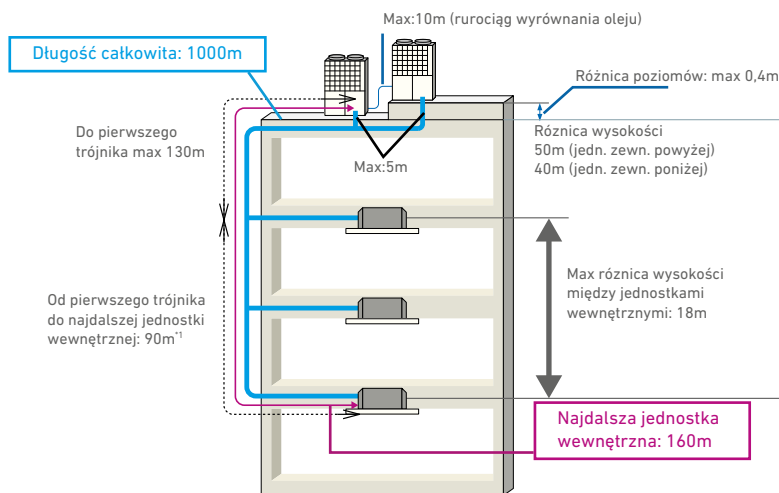 Max:10m (rurociąg wyrównania oleju)
Długość całkowita: 1000m
Różnica poziomów: max 0,4m
Do pierwszego
trójnika max 130m
Max:5m
Różnica wysokości
50m (jedn. zewn. powyżej)
40m (jedn. zewn. poniżej)
Od pierwszego trójnika
do najdalszej jednostki
wewnętrznej: 90m*1
Max różnica wysokości
między jednostkami
wewnętrznymi: 18m
Najdalsza jednostka
wewnętrzna: 160m